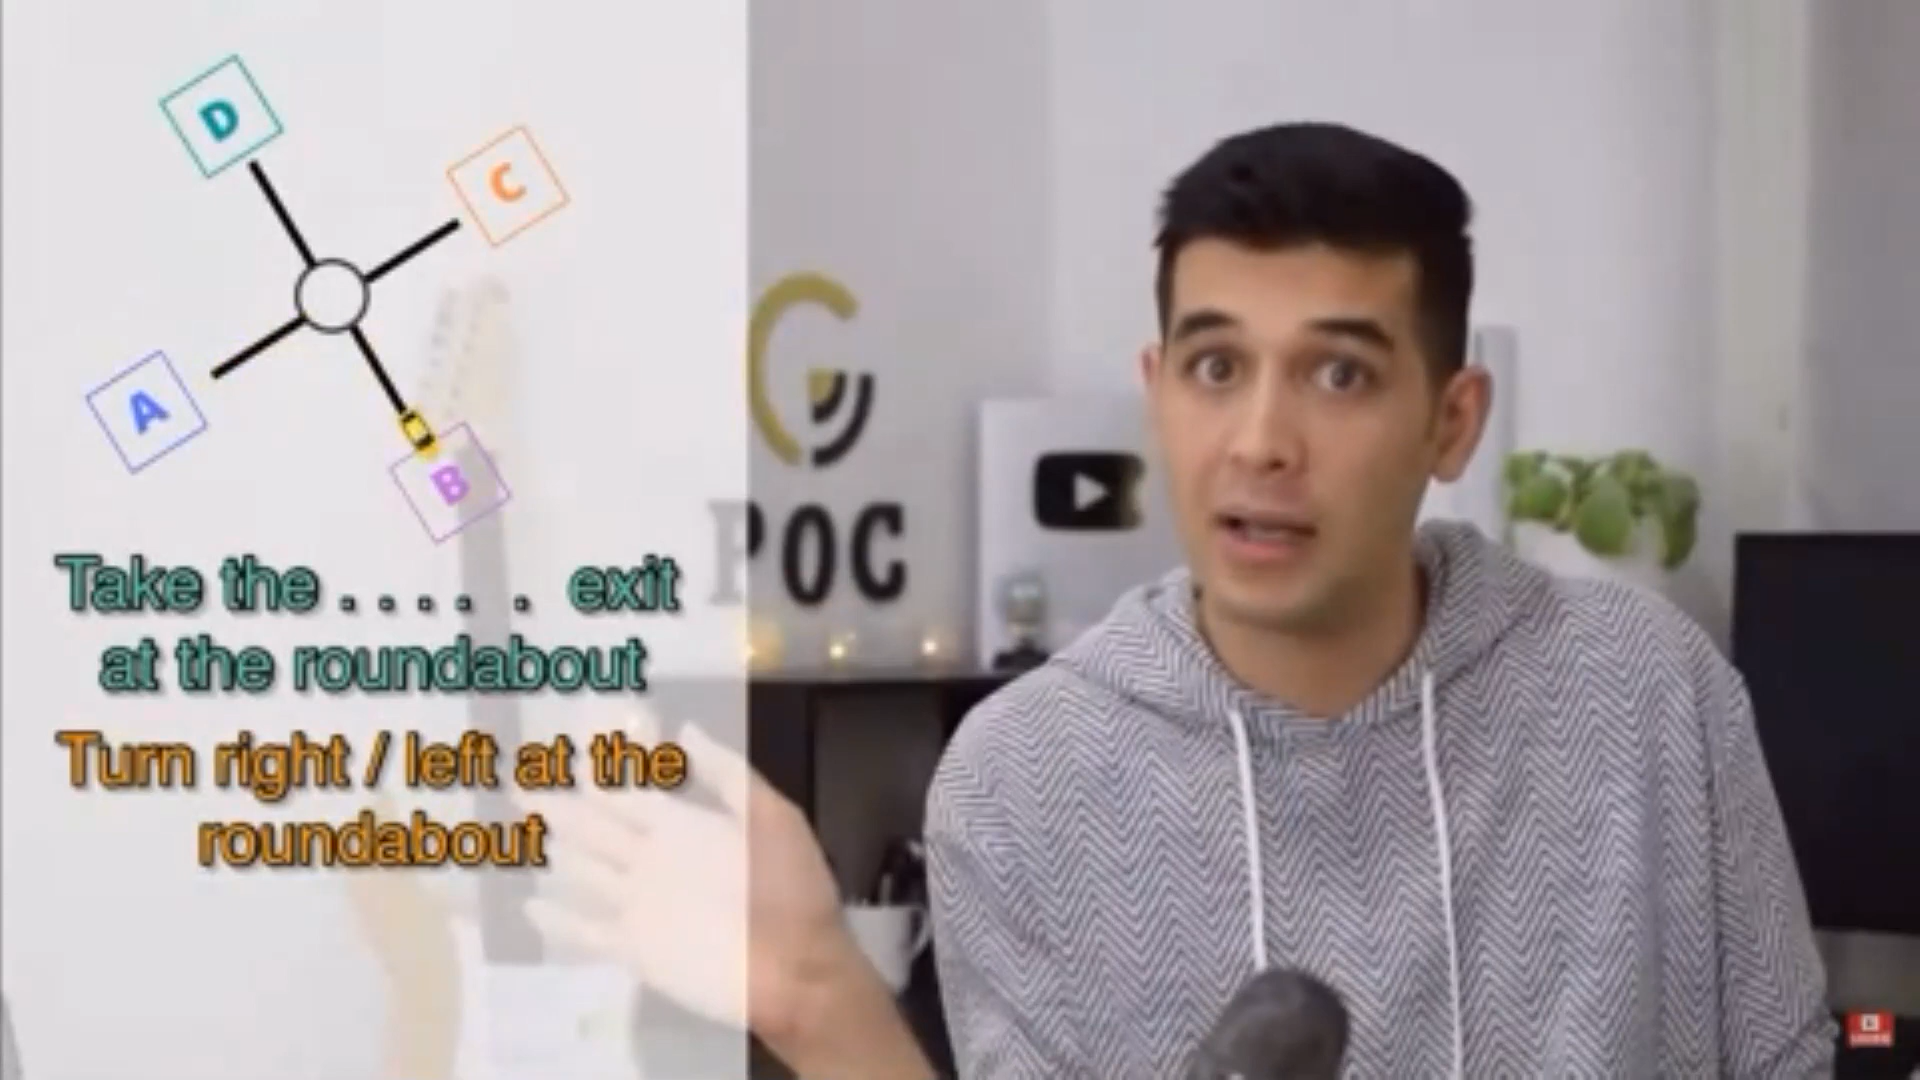 D
C
A
B
Take the . . . . . exit
at the roundabout
Turn right / left at the
roundabout
POC